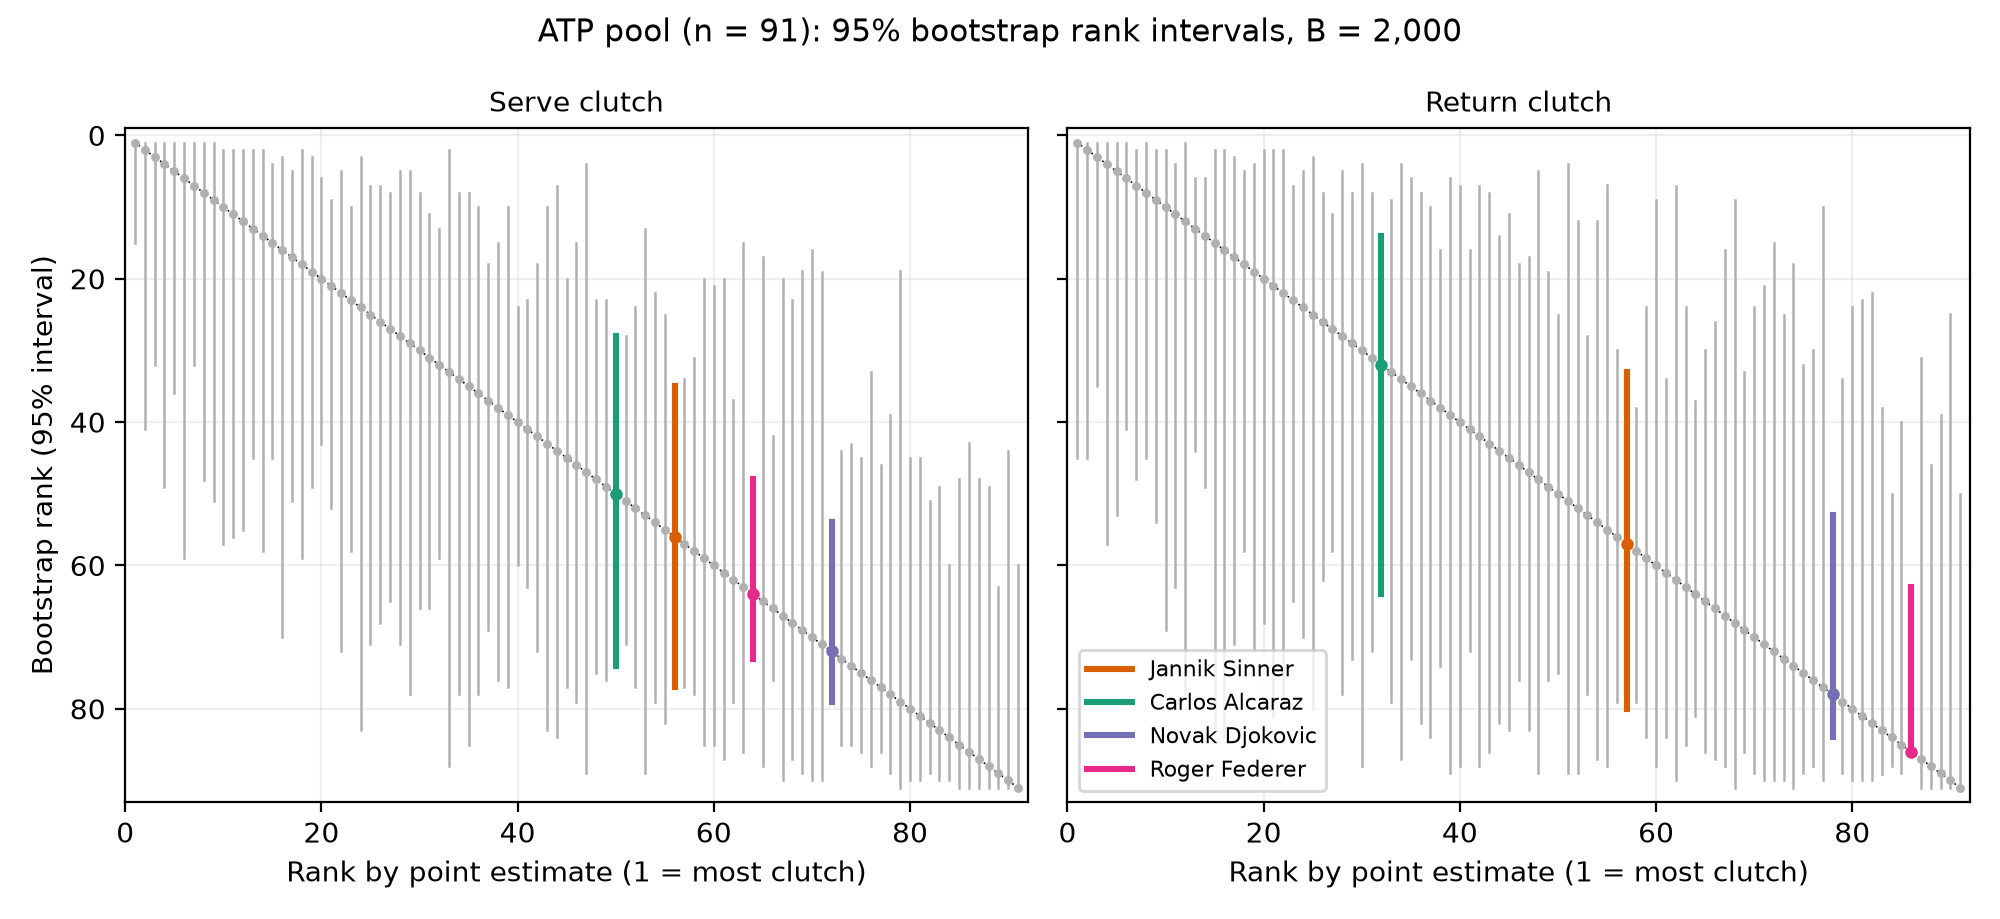 ATP pool (n = 91): 95% bootstrap rank intervals, B = 2,000
Serve clutch
Return clutch
Bootstrap rank (95% interval)
0
20
40
60
80
0
20
40
60
80
0
20
40
60
80
Jannik Sinner
Carlos Alcaraz
Novak Djokovic
Roger Federer
Rank by point estimate (1 = most clutch)
Rank by point estimate (1 = most clutch)